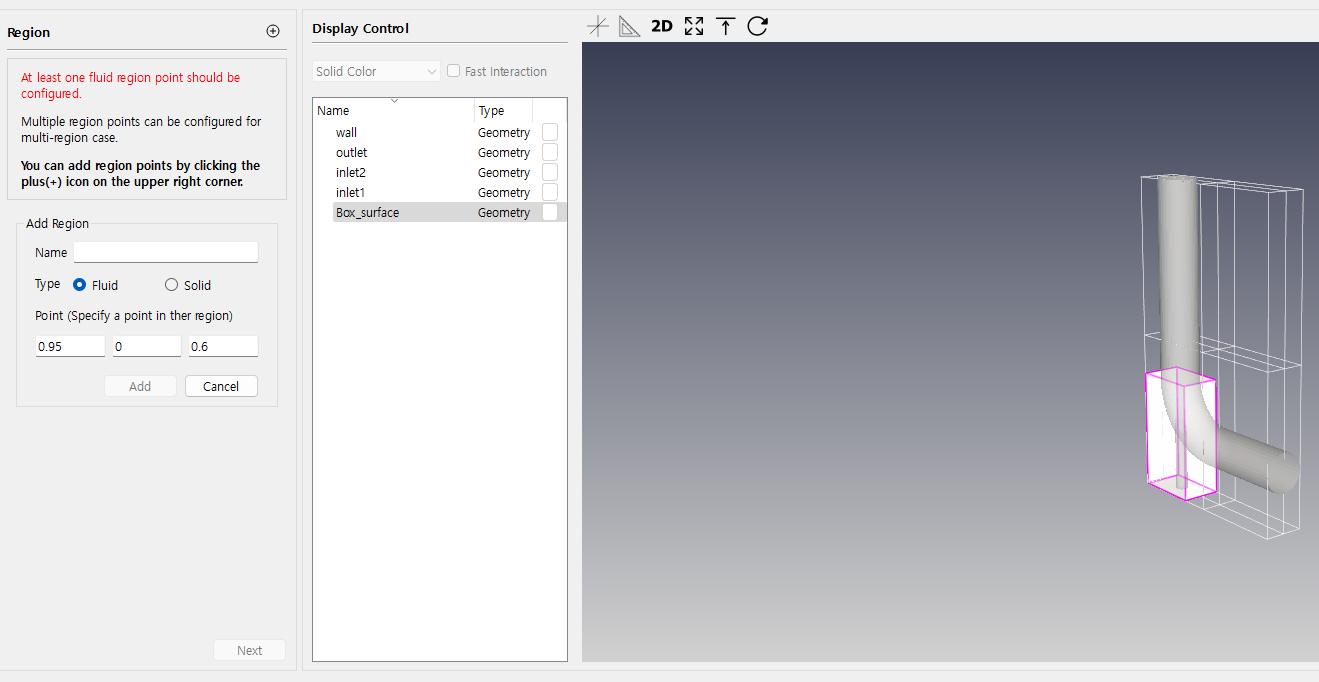 Region
At least one fluid region point should be
configured.
Multiple region points can be configured for
multi-region case.
You can add region points by clicking the
plus(+) icon on the upper right corner.
Add Region
Name
Type Fluid Solid
Point (Specify a point in ther region)
0.95 0 0.6
Add Cancel
Next
Display Control
Solid Color Fast Interaction
Name Type
wall Geometry
outlet Geometry
inlet2 Geometry
inlet1 Geometry
Box_surface Geometry
2D